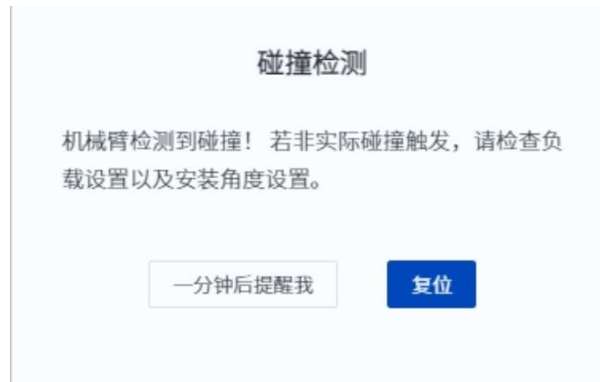 碰撞检测
机械臂检测到碰撞！若非实际碰撞触发，请检查负
载设置以及安装角度设置。
一分钟后提醒我
复位